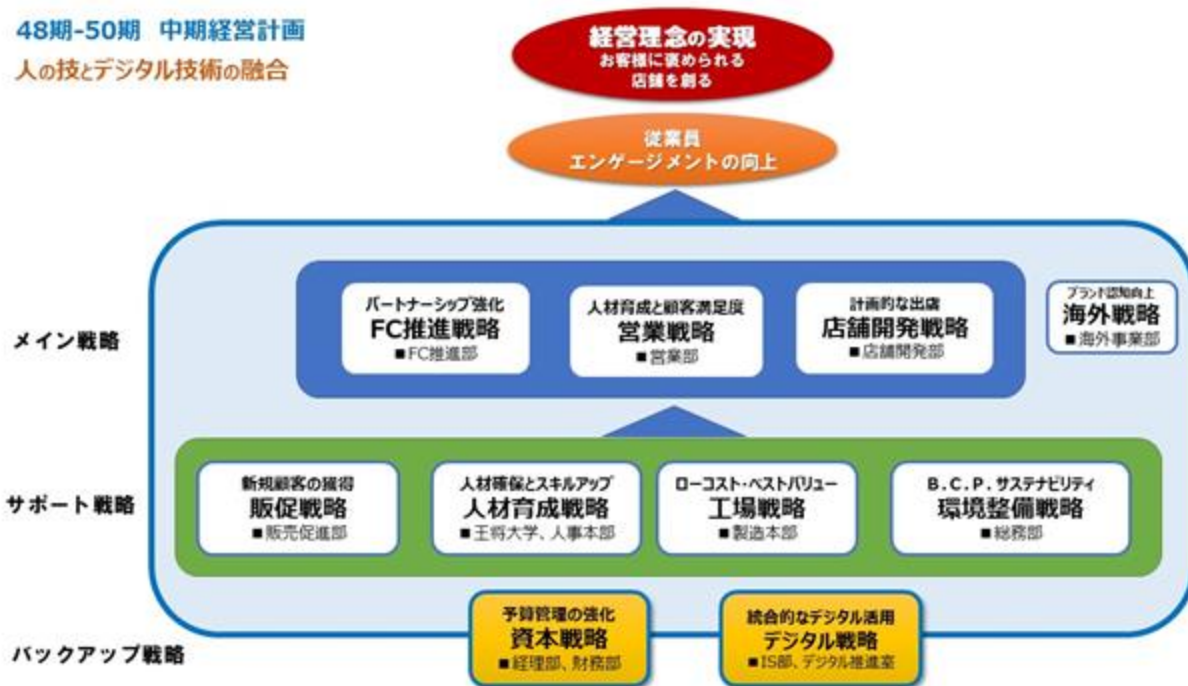 48期-50期 中期経営計画
人の技とデジタル技術の融合
経営理念の実現
お客様に褒められる
店舗を創る
従業員
エンゲージメントの向上
メイン戦略
パートナーシップ強化
FC推進戦略
■FC推進部
人材育成と顧客満足度
営業戦略
■営業部
計画的な出店
店舗開発戦略
■店舗開発部
ブランド認知向上
海外戦略
■海外事業部
サポート戦略
新規顧客の獲得
販促戦略
■販売促進部
人材確保とスキルアップ
人材育成戦略
■王将大学、人事本部
ローコスト・ベストバリュー
工場戦略
■製造本部
B.C.P.サステナビリティ
環境整備戦略
■総務部
バックアップ戦略
予算管理の強化
資本戦略
■経理部、財務部
統合的なデジタル活用
デジタル戦略
■IS部、デジタル推進室